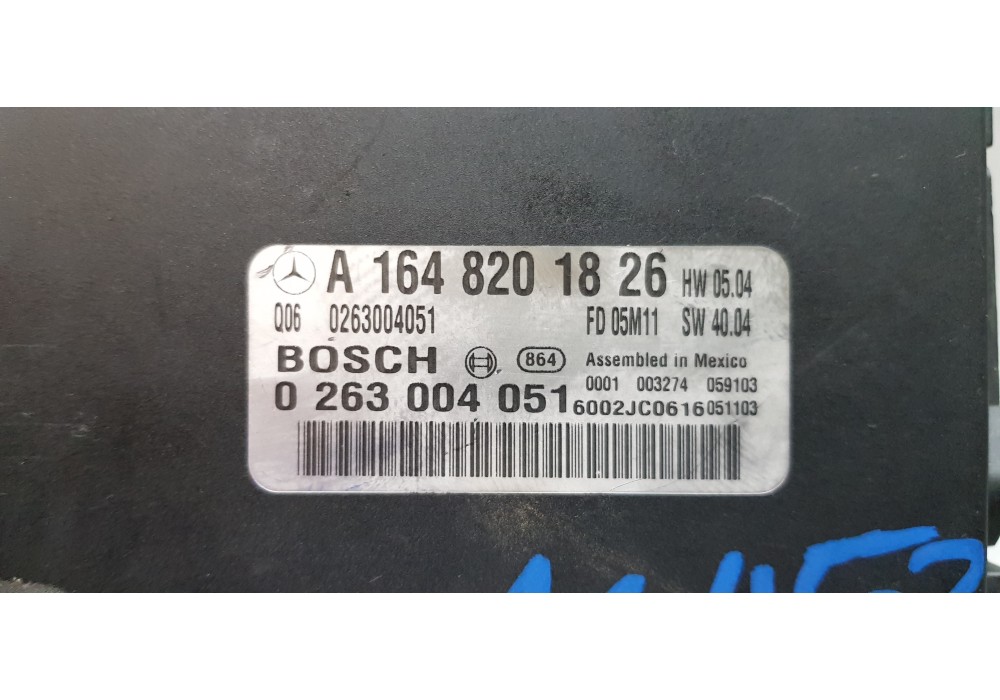 A 164 820 18 26 HW 05.04
Q06 0263004051 FD 05M11 SW 40.04
BOSCH 864 Assembled in Mexico
0001 003274 059103
0 263 004 051 6002JC0616 051103